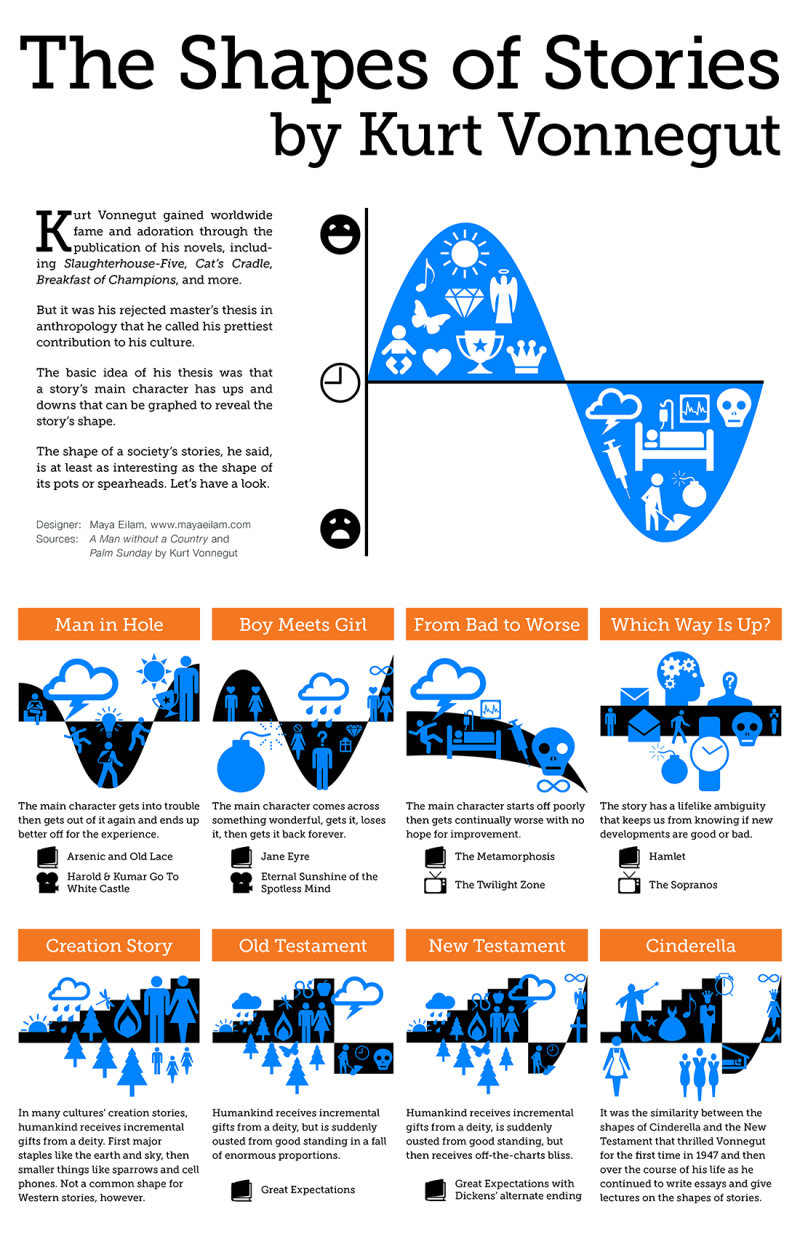 The Shapes of Stories
by Kurt Vonnegut
Kurt Vonnegut gained worldwide
fame and adoration through the
publication of his novels, includ-
ing Slaughterhouse-Five, Cat's Cradle,
Breakfast of Champions, and more.
But it was his rejected master's thesis in
anthropology that he called his prettiest
contribution to his culture.
The basic idea of his thesis was that
a story's main character has ups and
downs that can be graphed to reveal the
story's shape.
The shape of a society's stories, he said,
is at least as interesting as the shape of
its pots or spearheads. Let's have a look.
Designer: Maya Eilam, www.mayaeilam.com
Sources: A Man without a Country and
Palm Sunday by Kurt Vonnegut
Man in Hole
The main character gets into trouble
then gets out of it again and ends up
better off for the experience.
Arsenic and Old Lace
Harold & Kumar Go To
White Castle
Boy Meets Girl
?
The main character comes across
something wonderful, gets it, loses
it, then gets it back forever.
Jane Eyre
Eternal Sunshine of the
Spotless Mind
From Bad to Worse
The main character starts off poorly
then gets continually worse with no
hope for improvement.
The Metamorphosis
The Twilight Zone
Which Way Is Up?
?
The story has a lifelike ambiguity
that keeps us from knowing if new
developments are good or bad.
Hamlet
The Sopranos
Creation Story
In many cultures' creation stories,
humankind receives incremental
gifts from a deity. First major
staples like the earth and sky, then
smaller things like sparrows and cell
phones. Not a common shape for
Western stories, however.
Old Testament
Humankind receives incremental
gifts from a deity, but is suddenly
ousted from good standing in a fall
of enormous proportions.
Great Expectations
New Testament
Humankind receives incremental
gifts from a deity, is suddenly
ousted from good standing, but
then receives off-the-charts bliss.
Great Expectations with
Dickens' alternate ending
Cinderella
It was the similarity between the
shapes of Cinderella and the New
Testament that thrilled Vonnegut
for the first time in 1947 and then
over the course of his life as he
continued to write essays and give
lectures on the shapes of stories.